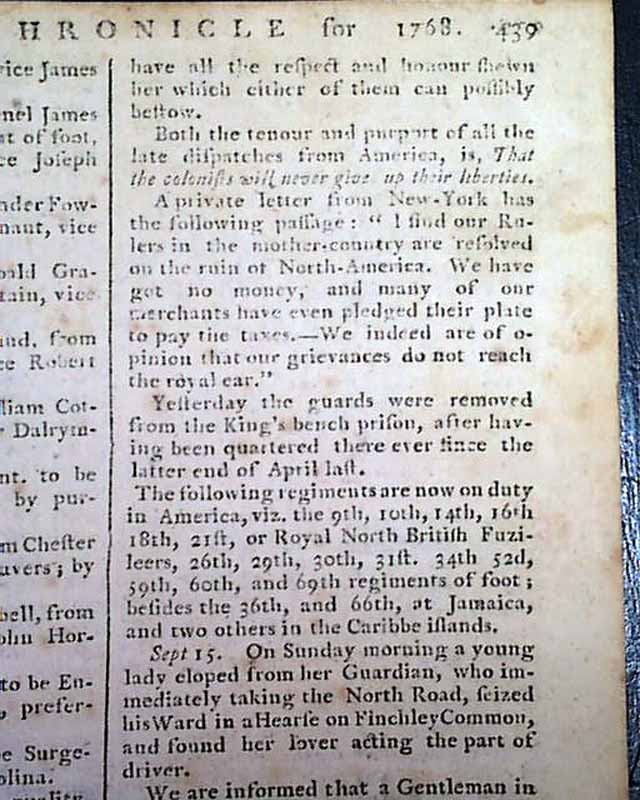 HRONICLE for 1768. 439
vice James
nel James
st of foot,
ce Joſeph
nder Fow-
nant, vice
bald Gra-
tain, vice
and, from
ce Robert
lliam Cot-
r Dalrym-
nt. to be
by pur-
m Cheſter
avers; by
bell, from
ohn Hor-
to be En-
, prefer-
e Surge-
olina.
quality
have all the reſpect and honour ſhewn
her which either of them can poſſibly
beſtow.
Both the tenour and purport of all the
late diſpatches from America, is, That
the coloniſts will never give up their liberties.
A private letter from New-York has
the following paſſage: " I find our Ru-
lers in the mother-country are reſolved
on the ruin of North-America. We have
got no money, and many of our
merchants have even pledged their plate
to pay the taxes.—We indeed are of o-
pinion that our grievances do not reach
the royal ear."
Yeſterday the guards were removed
from the King's bench priſon, after hav-
ing been quartered there ever ſince the
latter end of April laſt.
The following regiments are now on duty
in America, viz. the 9th, 10th, 14th, 16th
18th, 21ſt, or Royal North Britiſh Fuzi-
leers, 26th, 29th, 30th, 31ſt. 34th 52d,
59th, 60th, and 69th regiments of foot;
beſides the 36th, and 66th, at Jamaica,
and two others in the Caribbe iſlands.
Sept 15. On Sunday morning a young
lady eloped from her Guardian, who im-
mediately taking the North Road, ſeized
his Ward in a Hearſe on Finchley Common,
and found her lover acting the part of
driver.
We are informed that a Gentleman in